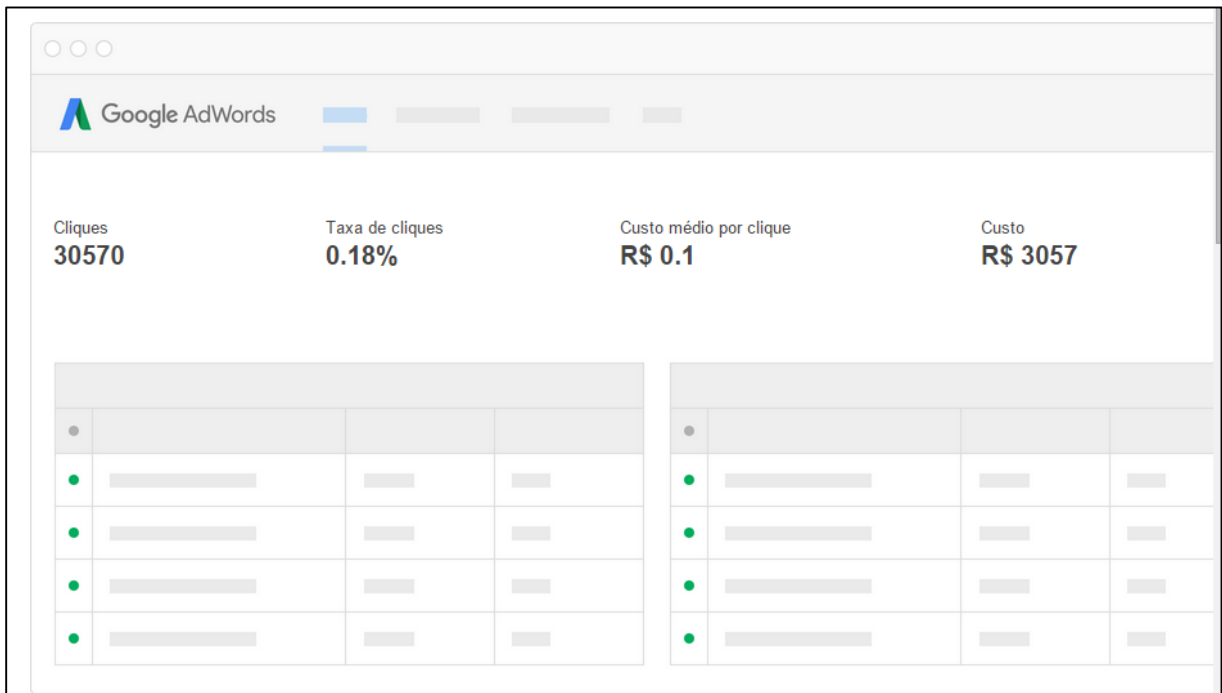 Google AdWords
Cliques
30570
Taxa de cliques
0.18%
Custo médio por clique
R$ 0.1
Custo
R$ 3057